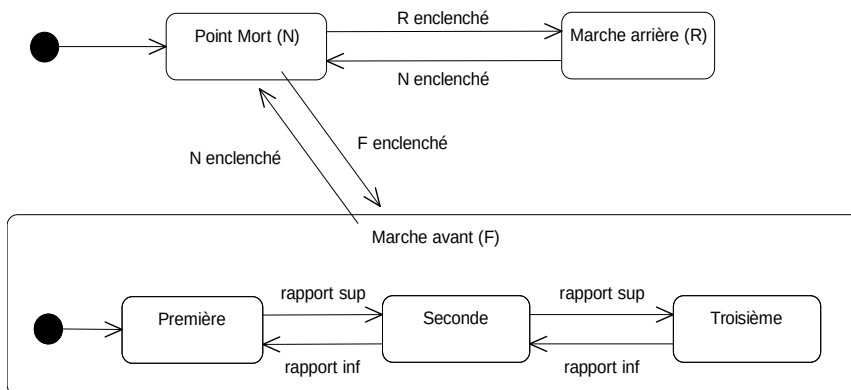 Point Mort (N)
R enclenché
Marche arrière (R)
N enclenché
F enclenché
N enclenché
Marche avant (F)
Première
rapport sup
Seconde
rapport sup
Troisième
rapport inf
rapport inf